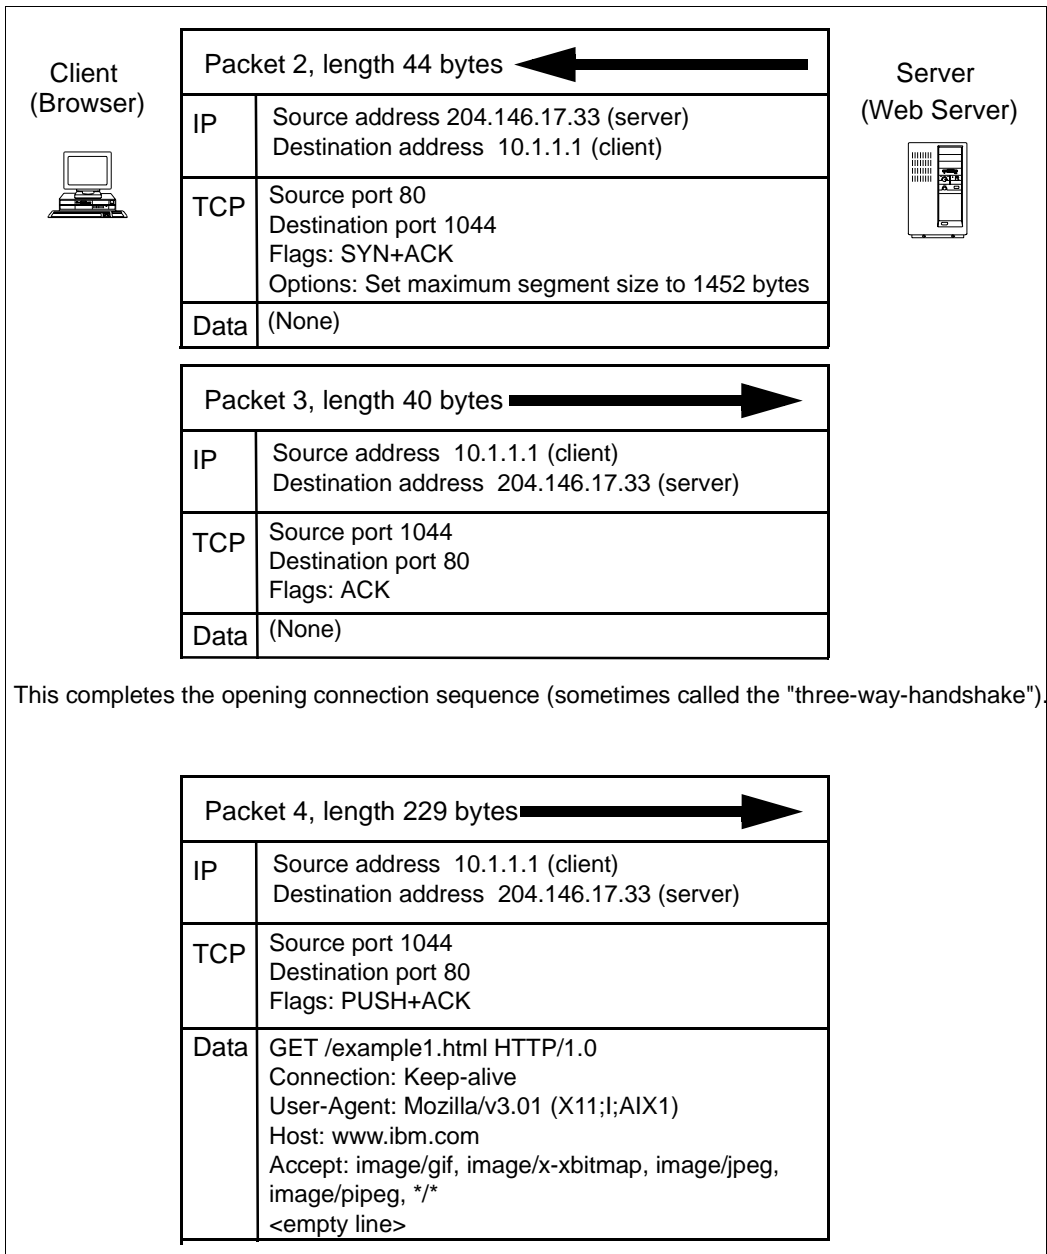 Client
(Browser)
Server
(Web Server)
Packet 2, length 44 bytes
IP
Source address 204.146.17.33 (server)
Destination address 10.1.1.1 (client)
TCP
Source port 80
Destination port 1044
Flags: SYN+ACK
Options: Set maximum segment size to 1452 bytes
Data
(None)
Packet 3, length 40 bytes
IP
Source address 10.1.1.1 (client)
Destination address 204.146.17.33 (server)
TCP
Source port 1044
Destination port 80
Flags: ACK
Data
(None)
This completes the opening connection sequence (sometimes called the "three-way-handshake").
Packet 4, length 229 bytes
IP
Source address 10.1.1.1 (client)
Destination address 204.146.17.33 (server)
TCP
Source port 1044
Destination port 80
Flags: PUSH+ACK
Data
GET /example1.html HTTP/1.0
Connection: Keep-alive
User-Agent: Mozilla/v3.01 (X11;I;AIX1)
Host: www.ibm.com
Accept: image/gif, image/x-xbitmap, image/jpeg,
image/pipeg, */*
<empty line>